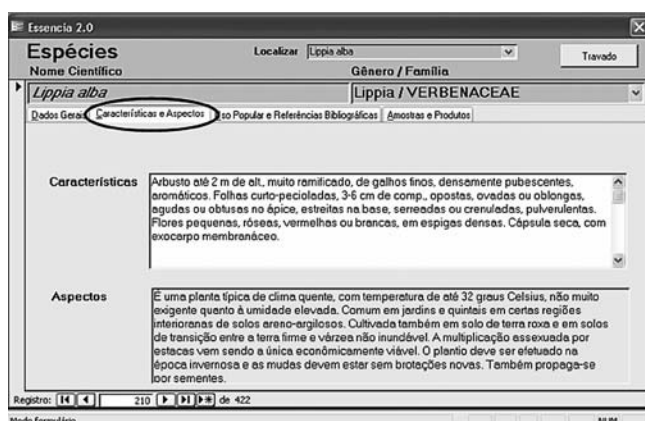 Essencia 2.0
Espécies Localizar Lippia alba Travado
Nome Científico Gênero / Família
Lippia alba Lippia / VERBENACEAE
Dados Gerais Características e Aspectos so Popular e Referências Bibliográficas Amostras e Produtos
Características Arbusto até 2 m de alt., muito ramificado, de galhos finos, densamente pubescentes,
aromáticos. Folhas curto-pecioladas, 3-6 cm de comp., opostas, ovadas ou oblongas,
agudas ou obtusas no ápice, estreitas na base, serreadas ou crenuladas, pulverulentas.
Flores pequenas, róseas, vermelhas ou brancas, em espigas densas. Cápsula seca, com
exocarpo membranáceo.
Aspectos É uma planta típica de clima quente, com temperatura de até 32 graus Celsius, não muito
exigente quanto à umidade elevada. Comum em jardins e quintais em certas regiões
interioranas de solos areno-argilosos. Cultivada também em solo de terra roxa e em solos
de transição entre a terra firme e várzea não inundável. A multiplicação assexuada por
estacas vem sendo a única econômicamente viável. O plantio deve ser efetuado na
época invernosa e as mudas devem estar sem brotações novas. Também propaga-se
por sementes.
Registro: 210 de 422
Modo formulário NUM